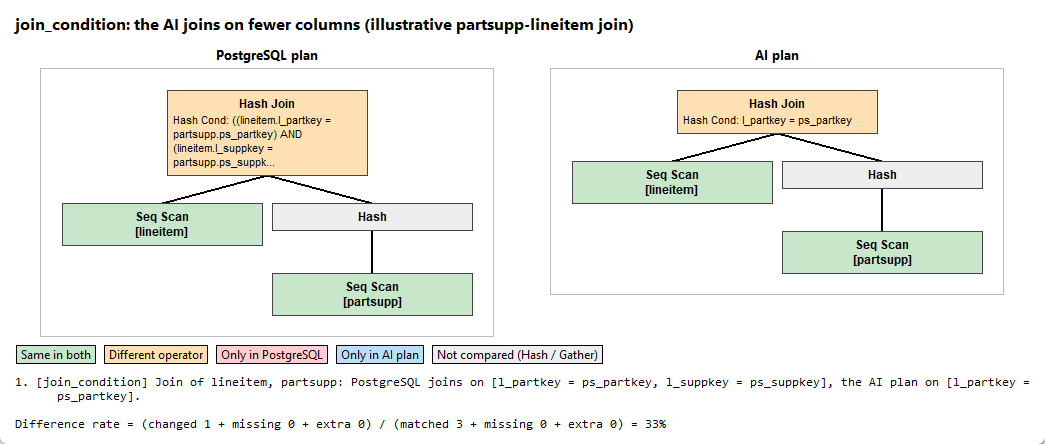 join_condition: the AI joins on fewer columns (illustrative partsupp-lineitem join)
PostgreSQL plan
Hash Join
Hash Cond: ((lineitem.l_partkey =
partsupp.ps_partkey) AND
(lineitem.l_suppkey =
partsupp.ps_suppk...
Seq Scan
[lineitem]
Hash
Seq Scan
[partsupp]
AI plan
Hash Join
Hash Cond: l_partkey = ps_partkey
Seq Scan
[lineitem]
Hash
Seq Scan
[partsupp]
Same in both
Different operator
Only in PostgreSQL
Only in AI plan
Not compared (Hash / Gather)
1. [join_condition] Join of lineitem, partsupp: PostgreSQL joins on [l_partkey = ps_partkey, l_suppkey = ps_suppkey], the AI plan on [l_partkey =
ps_partkey].
Difference rate = (changed 1 + missing 0 + extra 0) / (matched 3 + missing 0 + extra 0) = 33%